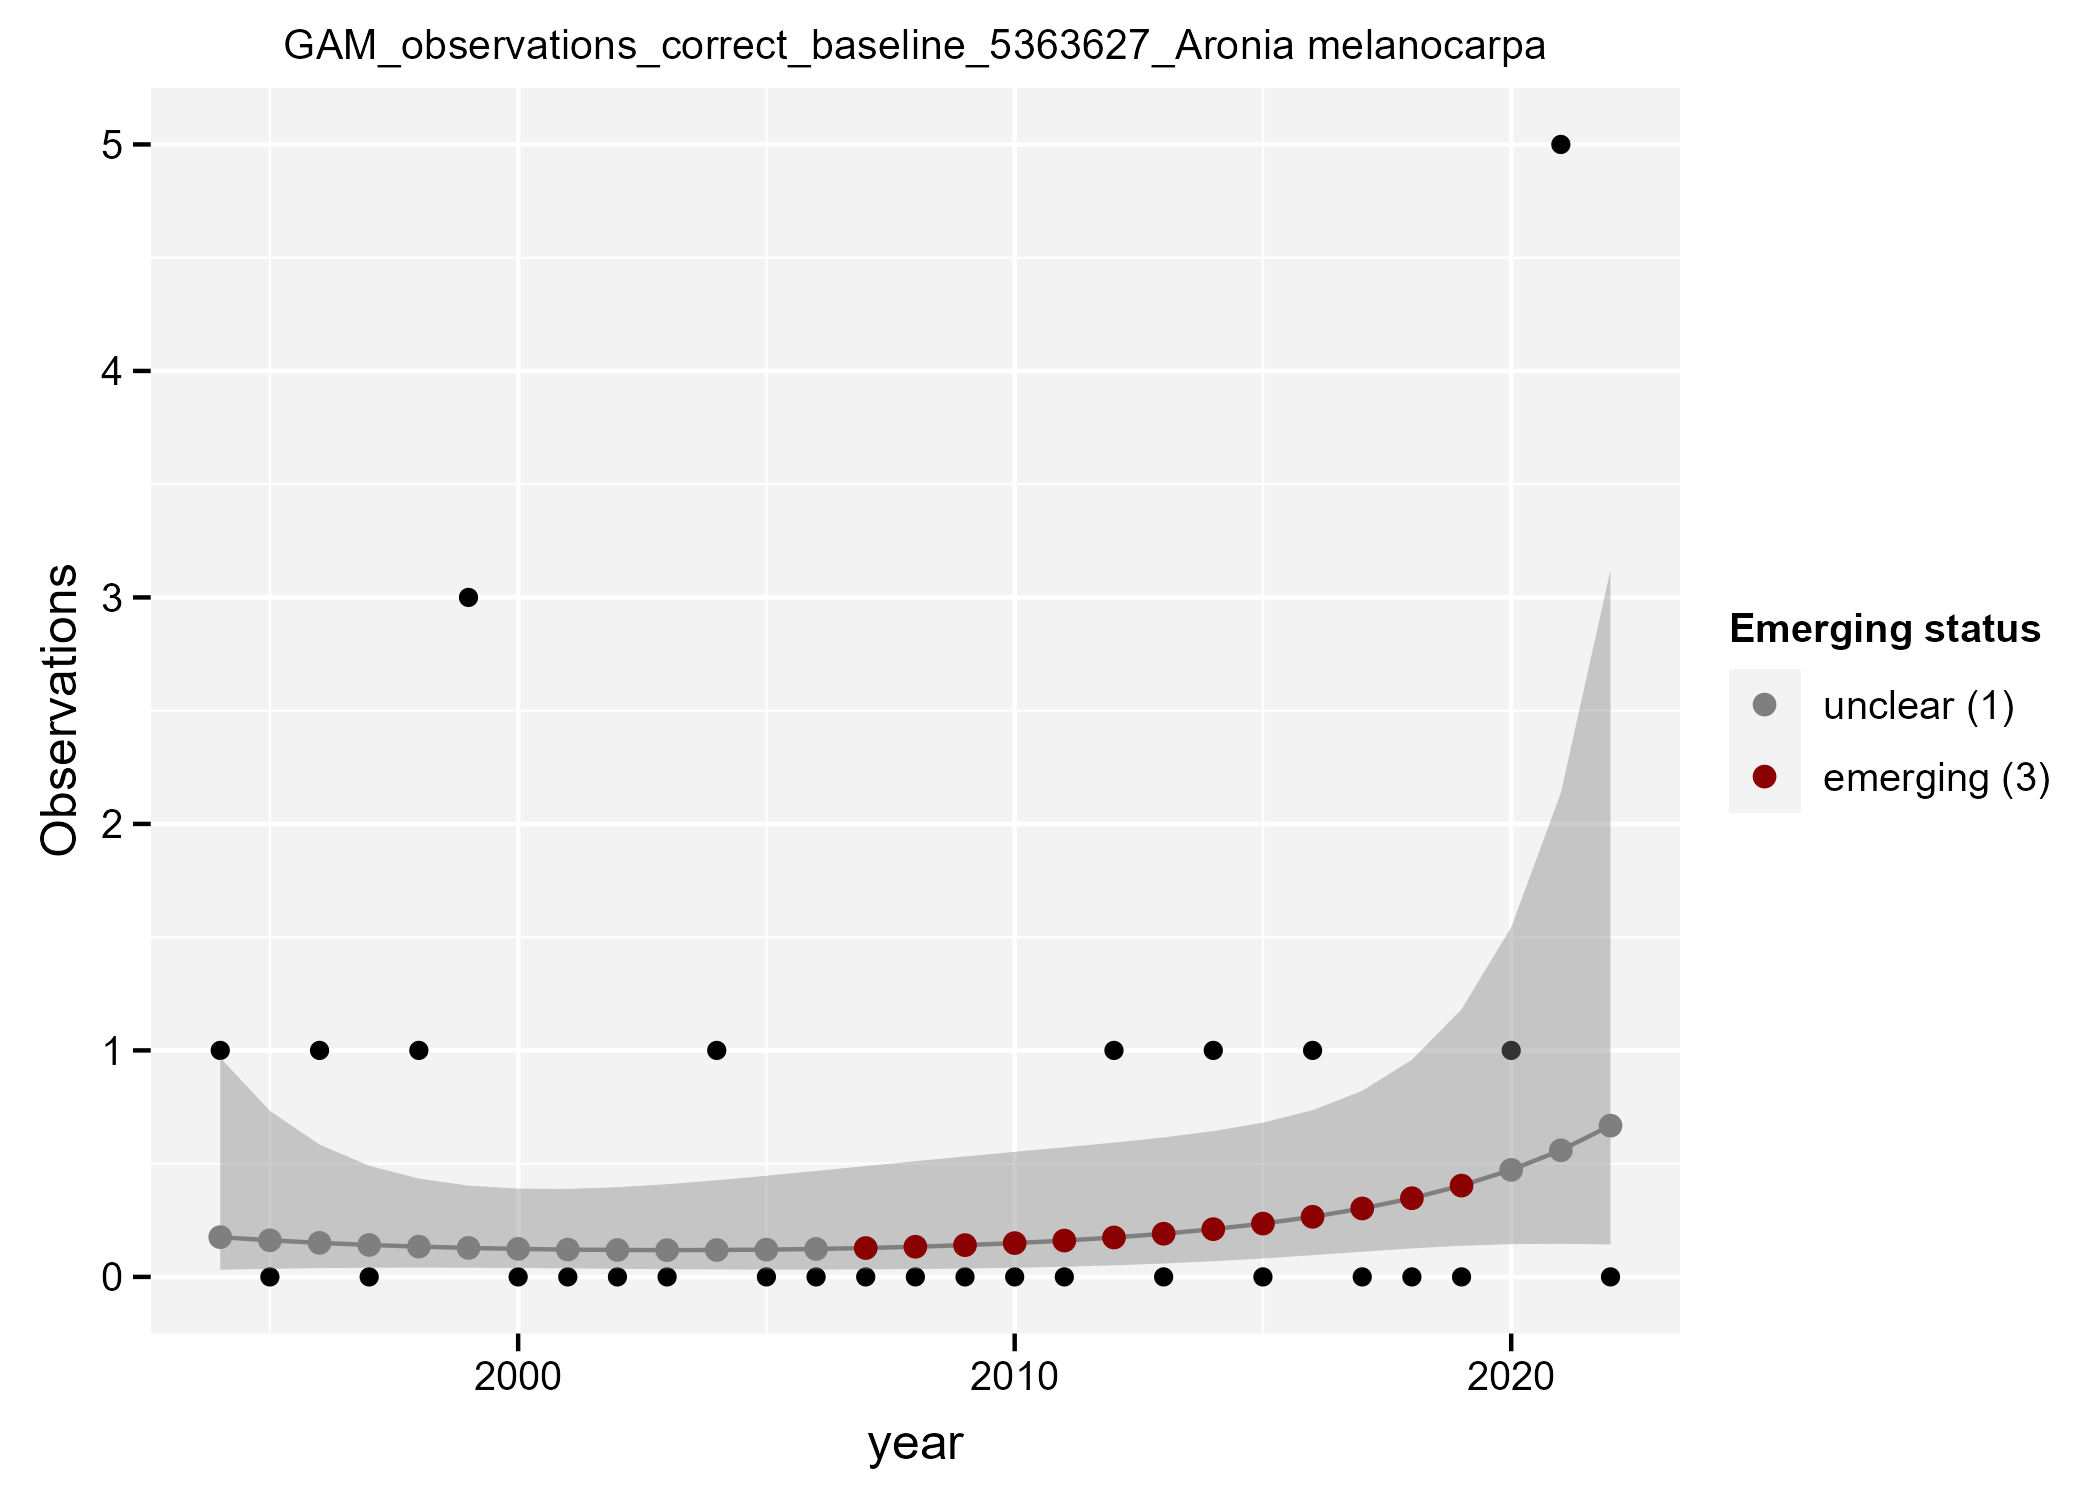 GAM_observations_correct_baseline_5363627_Aronia melanocarpa
5
4
3
2
1
0
Observations
2000
2010
2020
year
Emerging status
unclear (1)
emerging (3)